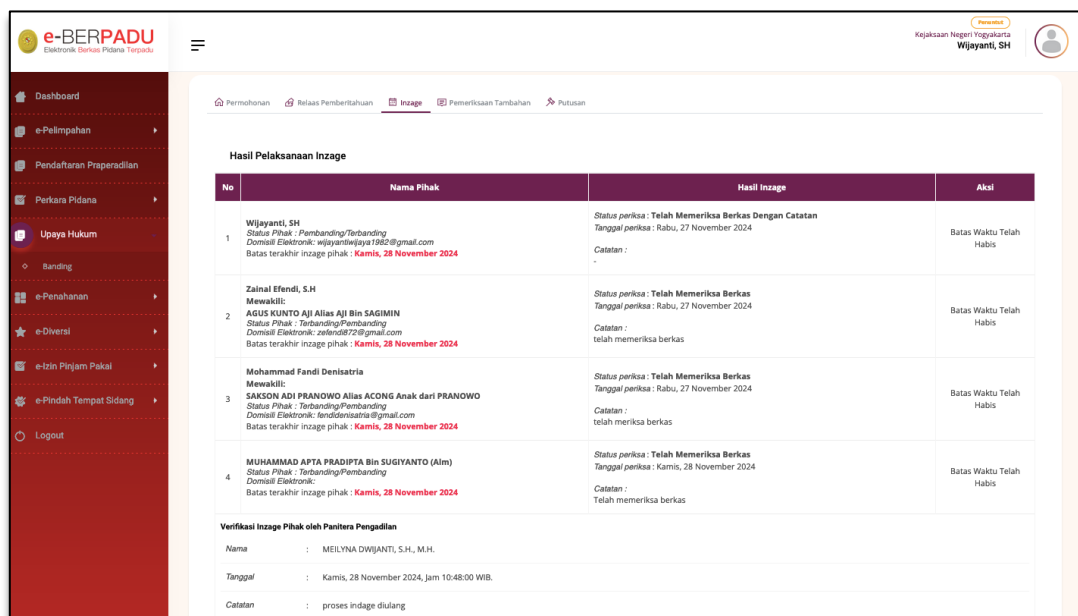 e-BERPADU
Elektronik Berkas Pidana Terpadu
Penuntut
Kejaksaan Negeri Yogyakarta
Wijayanti, SH
Dashboard
e-Pelimpahan
Pendaftaran Praperadilan
Perkara Pidana
Upaya Hukum
Banding
e-Penahanan
e-Diversi
e-Izin Pinjam Pakai
e-Pindah Tempat Sidang
Logout
Permohonan Relaas Pemberitahuan Inzage Pemeriksaan Tambahan Putusan
Hasil Pelaksanaan Inzage
No Nama Pihak Hasil Inzage Aksi
1
Wijayanti, SH
Status Pihak : Pembanding/Terbanding
Domisili Elektronik: wijayantiwijaya1982@gmail.com
Batas terakhir inzage pihak : Kamis, 28 November 2024
Status periksa : Telah Memeriksa Berkas Dengan Catatan
Tanggal periksa : Rabu, 27 November 2024
Catatan :
-
Batas Waktu Telah
Habis
2
Zainal Efendi, S.H
Mewakili:
AGUS KUNTO AJI Alias AJI Bin SAGIMIN
Status Pihak : Terbanding/Pembanding
Domisili Elektronik: zefendi872@gmail.com
Batas terakhir inzage pihak : Kamis, 28 November 2024
Status periksa : Telah Memeriksa Berkas
Tanggal periksa : Rabu, 27 November 2024
Catatan :
telah memeriksa berkas
Batas Waktu Telah
Habis
3
Mohammad Fandi Denisatria
Mewakili:
SAKSON ADI PRANOWO Alias ACONG Anak dari PRANOWO
Status Pihak : Terbanding/Pembanding
Domisili Elektronik: fendidenisatria@gmail.com
Batas terakhir inzage pihak : Kamis, 28 November 2024
Status periksa : Telah Memeriksa Berkas
Tanggal periksa : Rabu, 27 November 2024
Catatan :
telah meriksa berkas
Batas Waktu Telah
Habis
4
MUHAMMAD APTA PRADIPTA Bin SUGIYANTO (Alm)
Status Pihak : Terbanding/Pembanding
Domisili Elektronik:
Batas terakhir inzage pihak : Kamis, 28 November 2024
Status periksa : Telah Memeriksa Berkas
Tanggal periksa : Kamis, 28 November 2024
Catatan :
Telah memeriksa berkas
Batas Waktu Telah
Habis
Verifikasi Inzage Pihak oleh Panitera Pengadilan
Nama : MEILYNA DWIJANTI, S.H., M.H.
Tanggal : Kamis, 28 November 2024, Jam 10:48:00 WIB.
Catatan : proses indage diulang